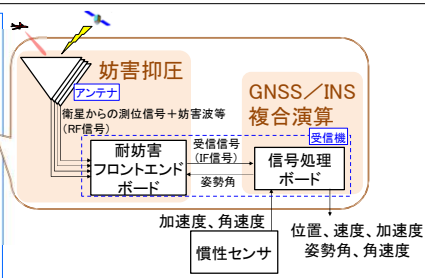 妨害抑圧
アンテナ
衛星からの測位信号＋妨害波等
（RF信号）
GNSS／INS
複合演算
受信機
耐妨害
フロントエンド
ボード
受信信号
（IF信号）
姿勢角
信号処理
ボード
加速度、角速度
慣性センサ
位置、速度、加速度
姿勢角、角速度